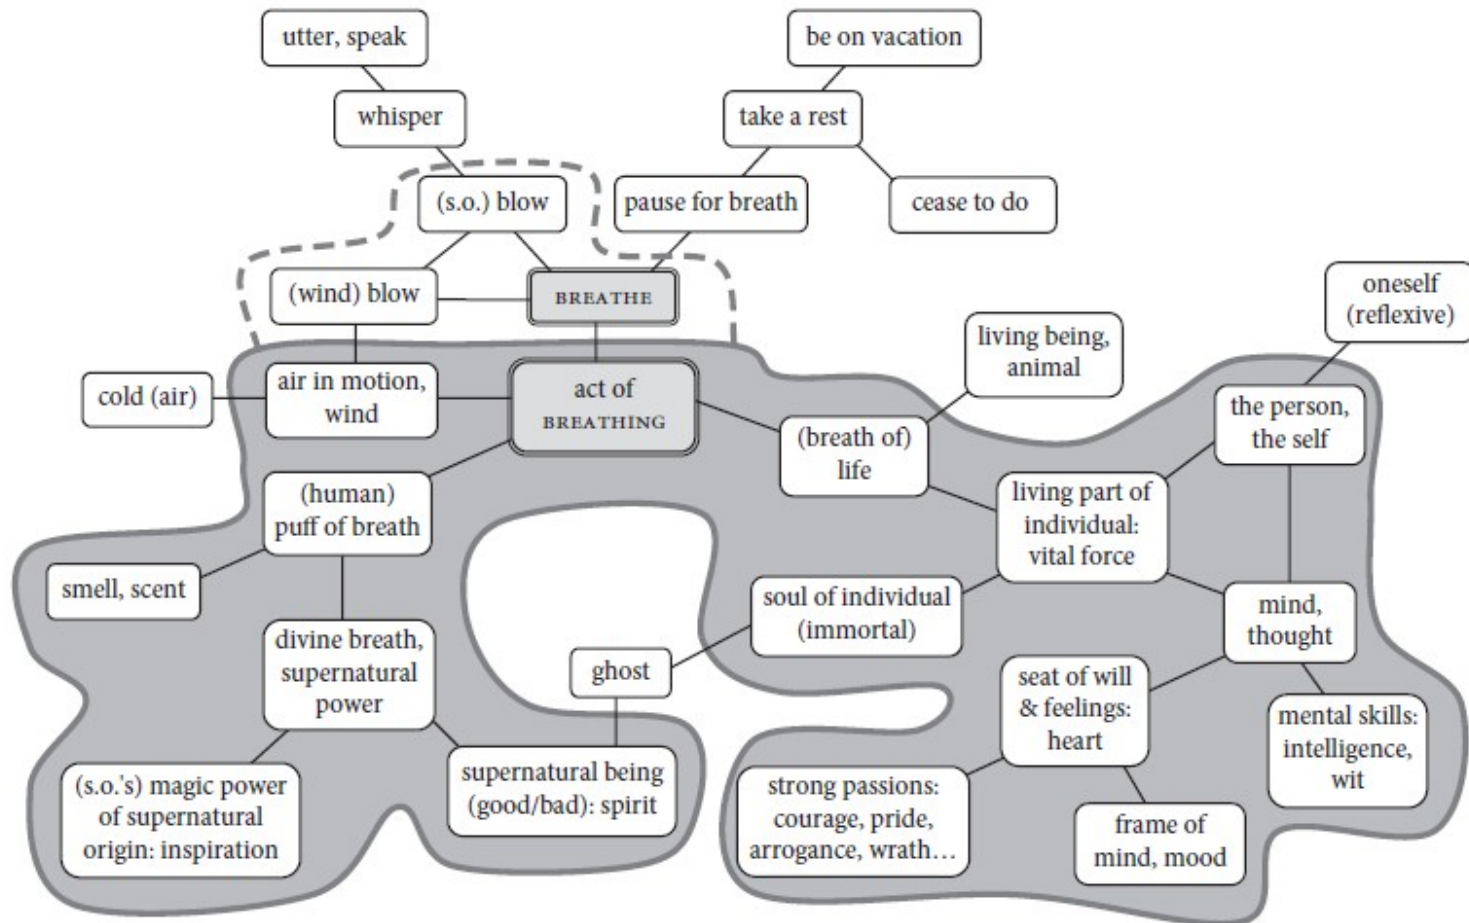 utter, speak
be on vacation
whisper
take a rest
(s.o.) blow
pause for breath
cease to do
(wind) blow
BREATHE
oneself
(reflexive)
living being,
animal
cold (air)
air in motion,
wind
act of
BREATHING
the person,
the self
(breath of)
life
(human)
puff of breath
living part of
individual:
vital force
smell, scent
soul of individual
(immortal)
mind,
thought
divine breath,
supernatural
power
ghost
seat of will
& feelings:
heart
mental skills:
intelligence,
wit
(s.o.'s) magic power
of supernatural
origin: inspiration
supernatural being
(good/bad): spirit
strong passions:
courage, pride,
arrogance, wrath…
frame of
mind, mood